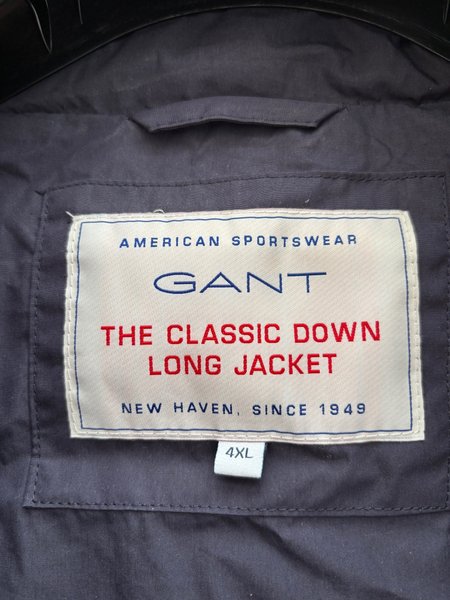 AMERICAN SPORTSWEAR
GANT
THE CLASSIC DOWN
LONG JACKET
NEW HAVEN, SINCE 1949
4XL